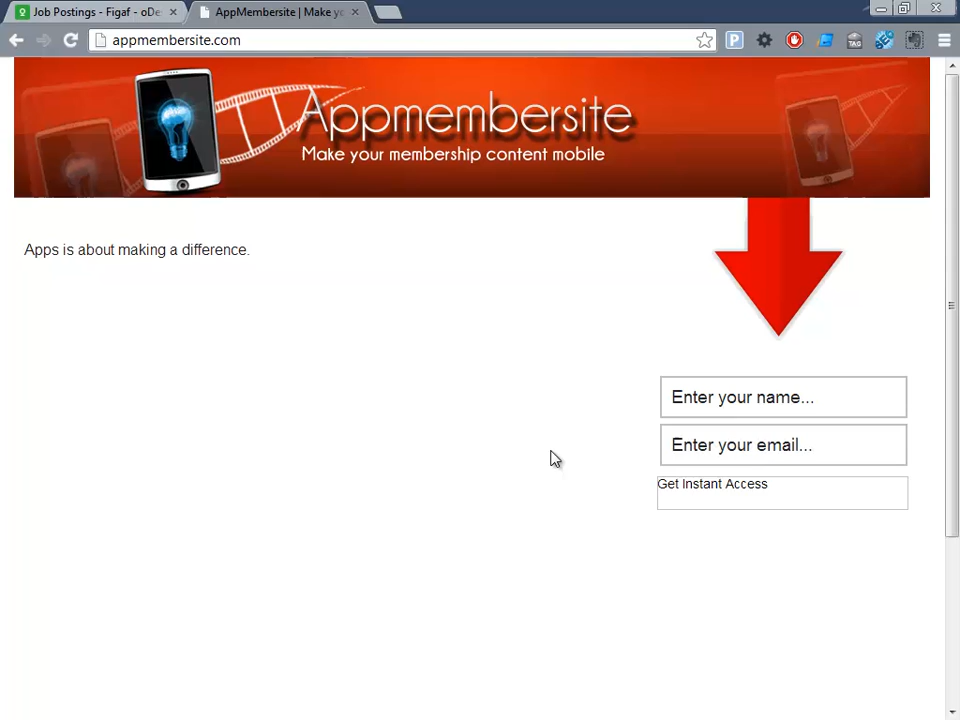 Job Postings - Figaf - oDe
AppMembersite | Make yo
appmembersite.com
P
TAG
Appmembersite
Make your membership content mobile
Apps is about making a difference.
Enter your name...
Enter your email...
Get Instant Access